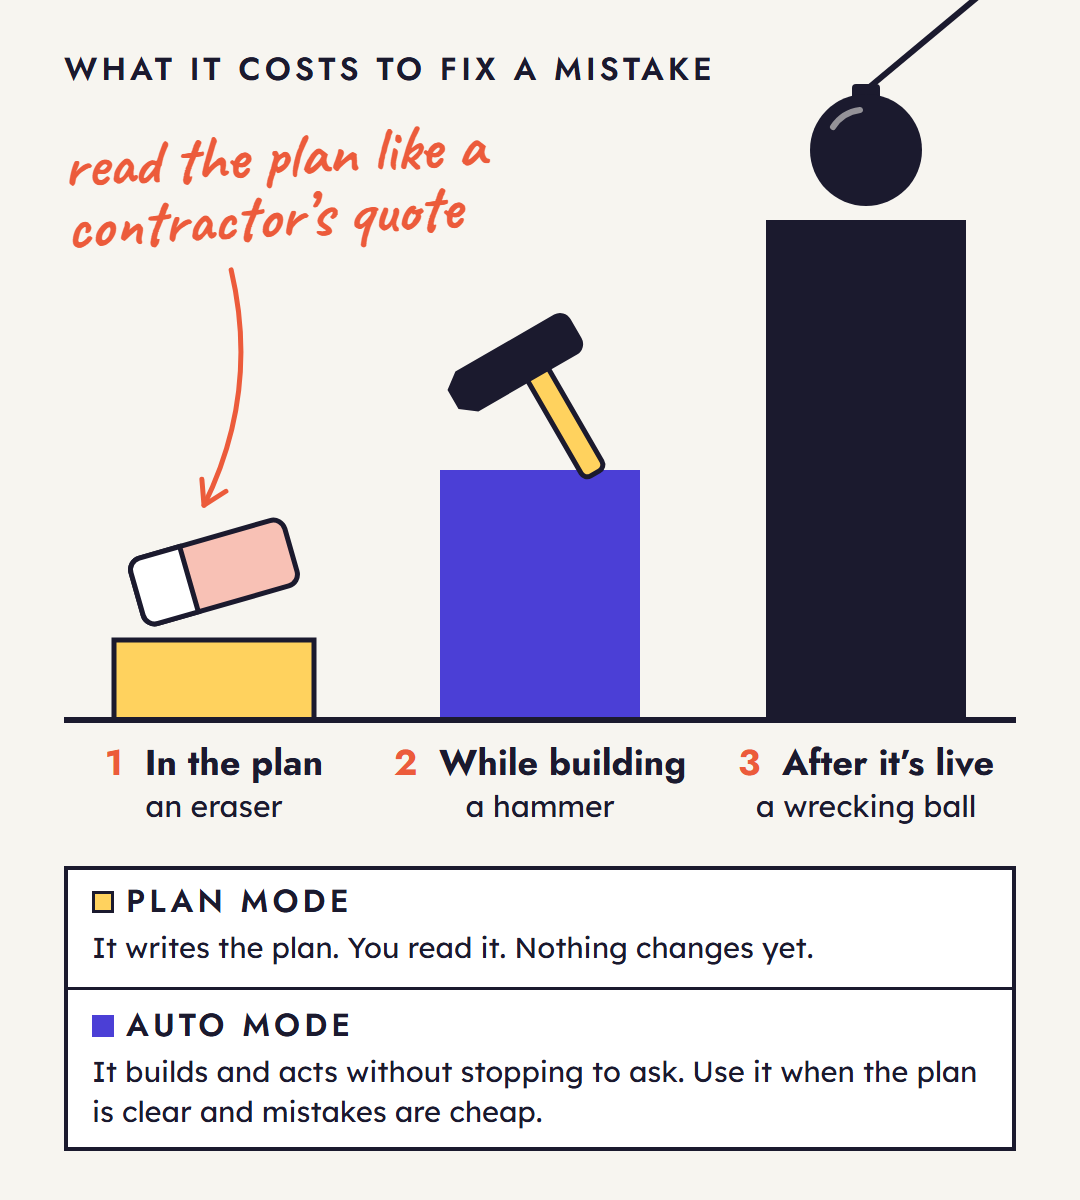 WHAT IT COSTS TO FIX A MISTAKE
read the plan like a
contractor's quote
1 In the plan
an eraser
2 While building
a hammer
3 After it's live
a wrecking ball
PLAN MODE
It writes the plan. You read it. Nothing changes yet.
AUTO MODE
It builds and acts without stopping to ask. Use it when the plan
is clear and mistakes are cheap.